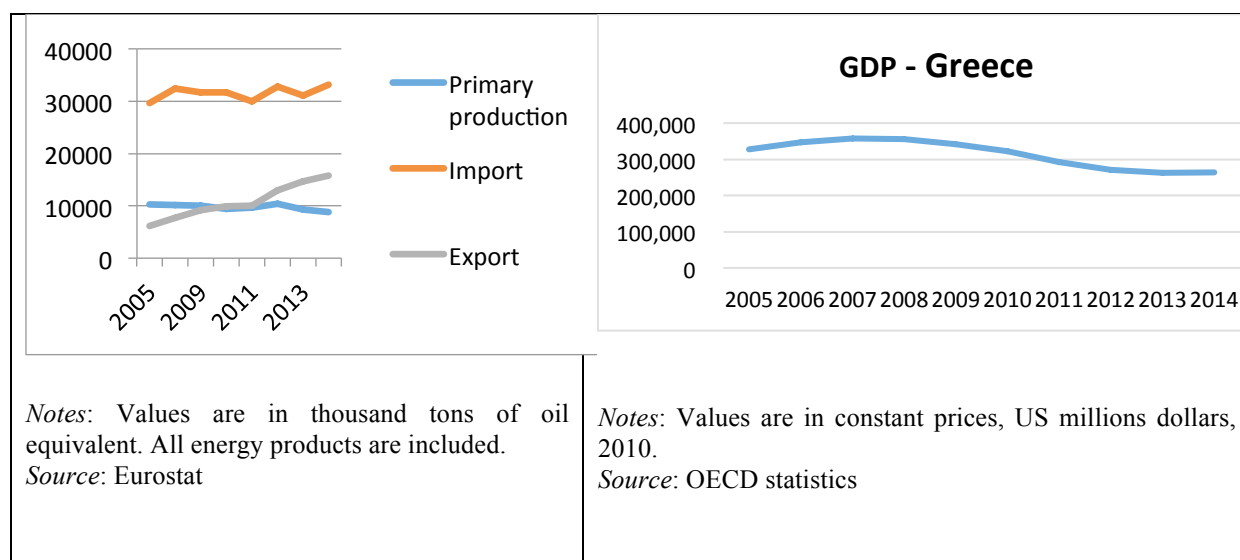 40000
30000
20000
10000
0
2005
2009
2011
2013
Primary
production
Import
Export
Notes: Values are in thousand tons of oil
equivalent. All energy products are included.
Source: Eurostat
GDP - Greece
400,000
300,000
200,000
100,000
0
2005 2006 2007 2008 2009 2010 2011 2012 2013 2014
Notes: Values are in constant prices, US millions dollars,
2010.
Source: OECD statistics